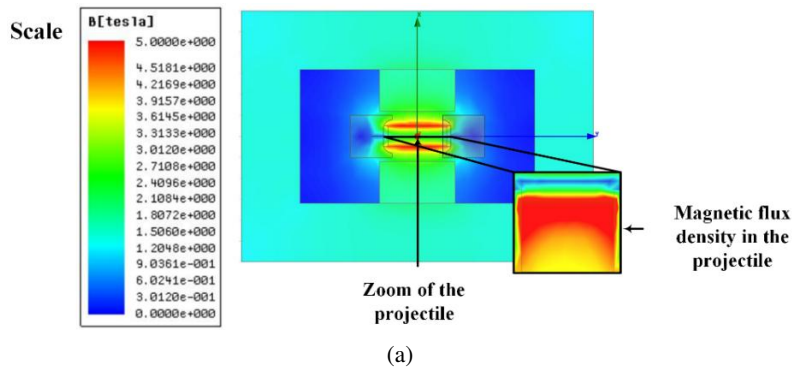 Scale
B[tesla]
5.0000e+000
4.5181e+000
4.2169e+000
3.9157e+000
3.6145e+000
3.3133e+000
3.0120e+000
2.7108e+000
2.4096e+000
2.1084e+000
1.8072e+000
1.5060e+000
1.2048e+000
9.0361e-001
6.0241e-001
3.0120e-001
0.0000e+000
Zoom of the
projectile
Magnetic flux
density in the
projectile
(a)